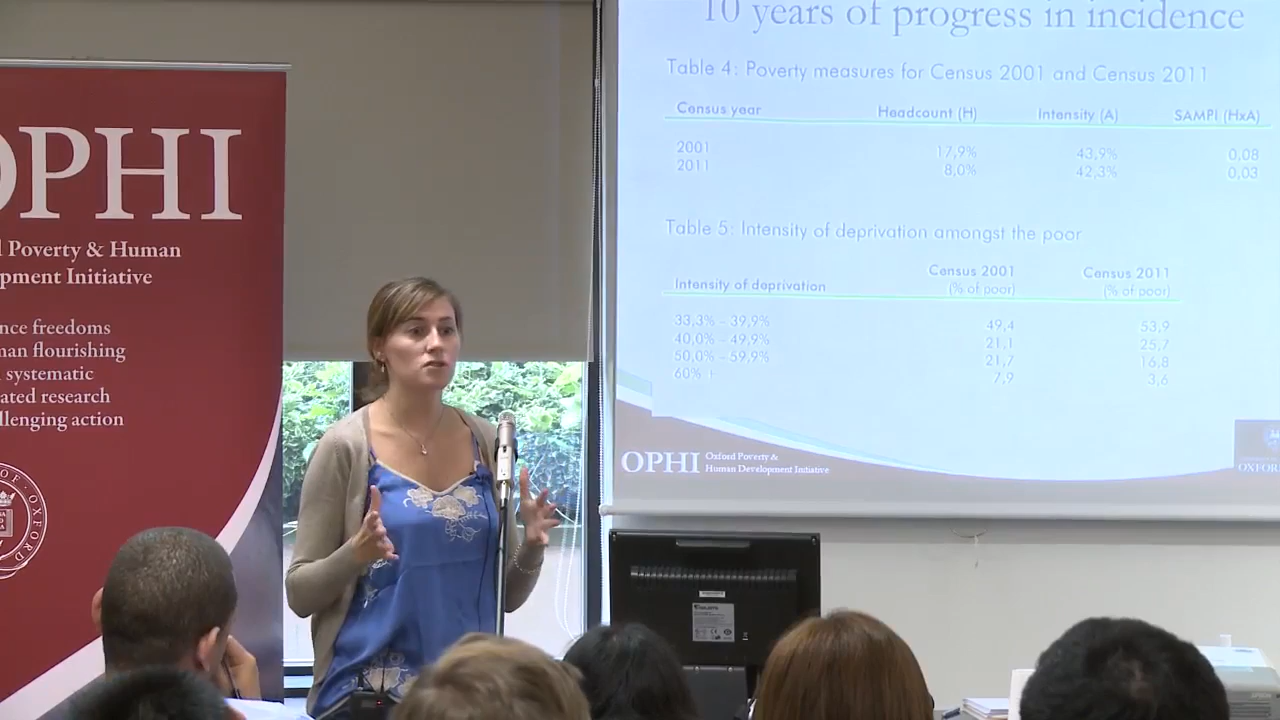 OPHI
Poverty & Human
pment Initiative
nce freedoms
man flourishing
systematic
ated research
llenging action
OF OXFORD
10 years of progress in incidence
Table 4: Poverty measures for Census 2001 and Census 2011
Census year Headcount (H) Intensity (A) SAMPI (HxA)
2001 17,9% 43,9% 0,08
2011 8,0% 42,3% 0,03
Table 5: Intensity of deprivation amongst the poor
Intensity of deprivation Census 2001 (% of poor) Census 2011 (% of poor)
33,3% - 39,9% 49,4 53,9
40,0% - 49,9% 21,1 25,7
50,0% - 59,9% 21,7 16,8
60% + 7,9 3,6
OPHI Oxford Poverty &
Human Development Initiative
OXFOR